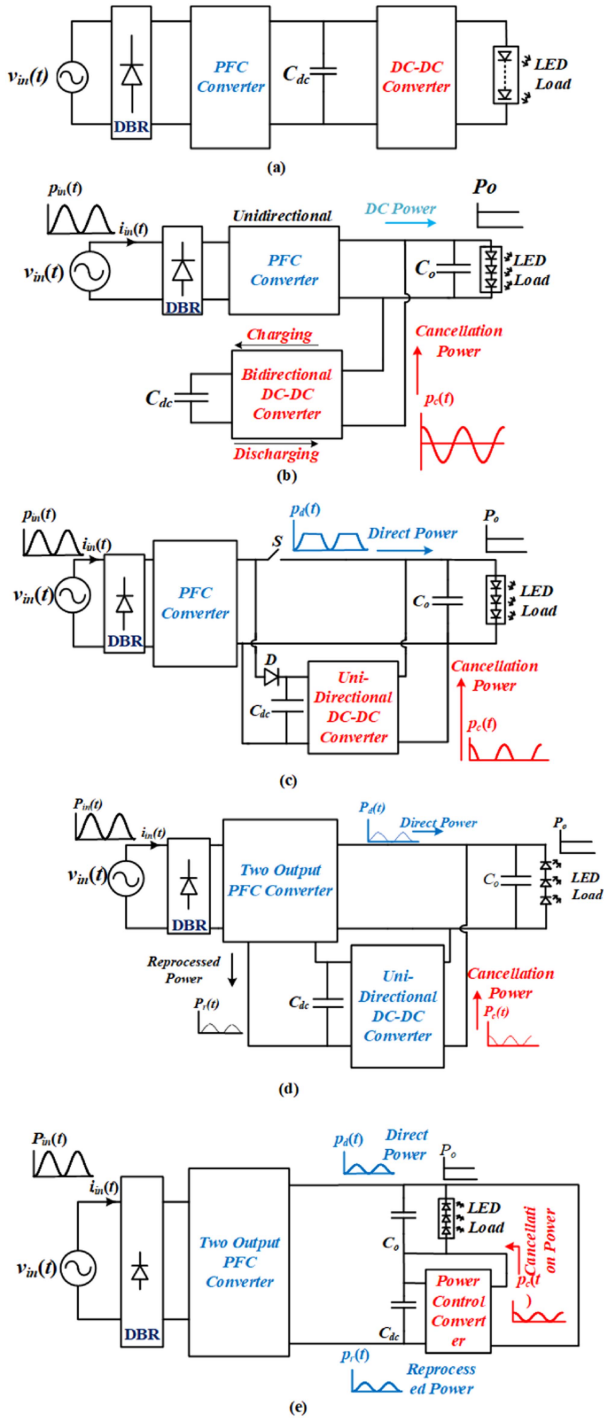 v_in(t)
DBR
PFC
Converter
C_dc
DC-DC
Converter
LED
Load
(a)
p_in(t)
i_in(t)
v_in(t)
DBR
Unidirectional
PFC
Converter
DC Power
Po
C_o
LED
Load
Charging
Bidirectional
DC-DC
Converter
C_dc
Discharging
Cancellation
Power
p_c(t)
(b)
p_in(t)
i_in(t)
v_in(t)
DBR
PFC
Converter
S
p_d(t)
Direct Power
P_o
C_o
LED
Load
D
C_dc
Uni-
Directional
DC-DC
Converter
Cancellation
Power
p_c(t)
(c)
P_in(t)
i_in(t)
v_in(t)
DBR
Two Output
PFC Converter
P_d(t)
Direct Power
P_o
C_o
LED
Load
Reprocessed
Power
P_r(t)
C_dc
Uni-
Directional
DC-DC
Converter
Cancellation
Power
P_c(t)
(d)
P_in(t)
i_in(t)
v_in(t)
DBR
Two Output
PFC
Converter
p_d(t)
Direct
Power
P_o
C_o
LED
Load
Cancellati
on Power
p_c(t
)
C_dc
Power
Control
Convert
er
p_r(t)
Reprocess
ed Power
(e)